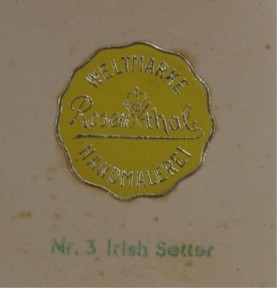 WELTMARKE
Rosenthal
HANDMALEREI
Nr. 3 Irish Setter